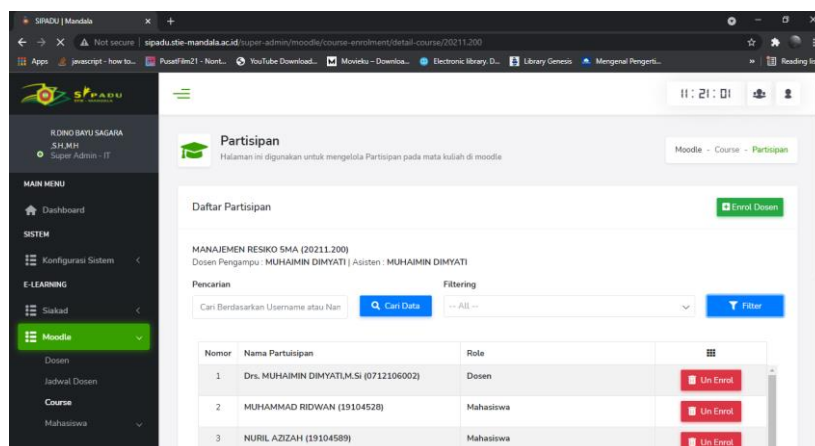 SIPADU | Mandala
Not secure | sipadu.stie-mandala.ac.id/super-admin/moodle/course-enrolment/detail-course/20211.200
Apps javascript - how to... PusatFilm21 - Nont... YouTube Download... Movieku – Downloa... Electronic library. D... Library Genesis Mengenal Pengerti... » Reading lis
SIPADU
11:21:01
R.DINO BAYU SAGARA
,SH,MH
Super Admin - IT
Partisipan
Halaman ini digunakan untuk mengelola Partisipan pada mata kuliah di moodle
Moodle - Course - Partisipan
MAIN MENU
Dashboard
SISTEM
Konfigurasi Sistem
E-LEARNING
Siakad
Moodle
Dosen
Jadwal Dosen
Course
Mahasiswa
Daftar Partisipan
Enrol Dosen
MANAJEMEN RESIKO 5MA (20211.200)
Dosen Pengampu : MUHAIMIN DIMYATI | Asisten : MUHAIMIN DIMYATI
Pencarian Filtering
Cari Berdasarkan Username atau Nan Cari Data -- All -- Filter
Nomor Nama Partuisipan Role
1 Drs. MUHAIMIN DIMYATI,M.Si (0712106002) Dosen Un Enrol
2 MUHAMMAD RIDWAN (19104528) Mahasiswa Un Enrol
3 NURIL AZIZAH (19104589) Mahasiswa Un Enrol